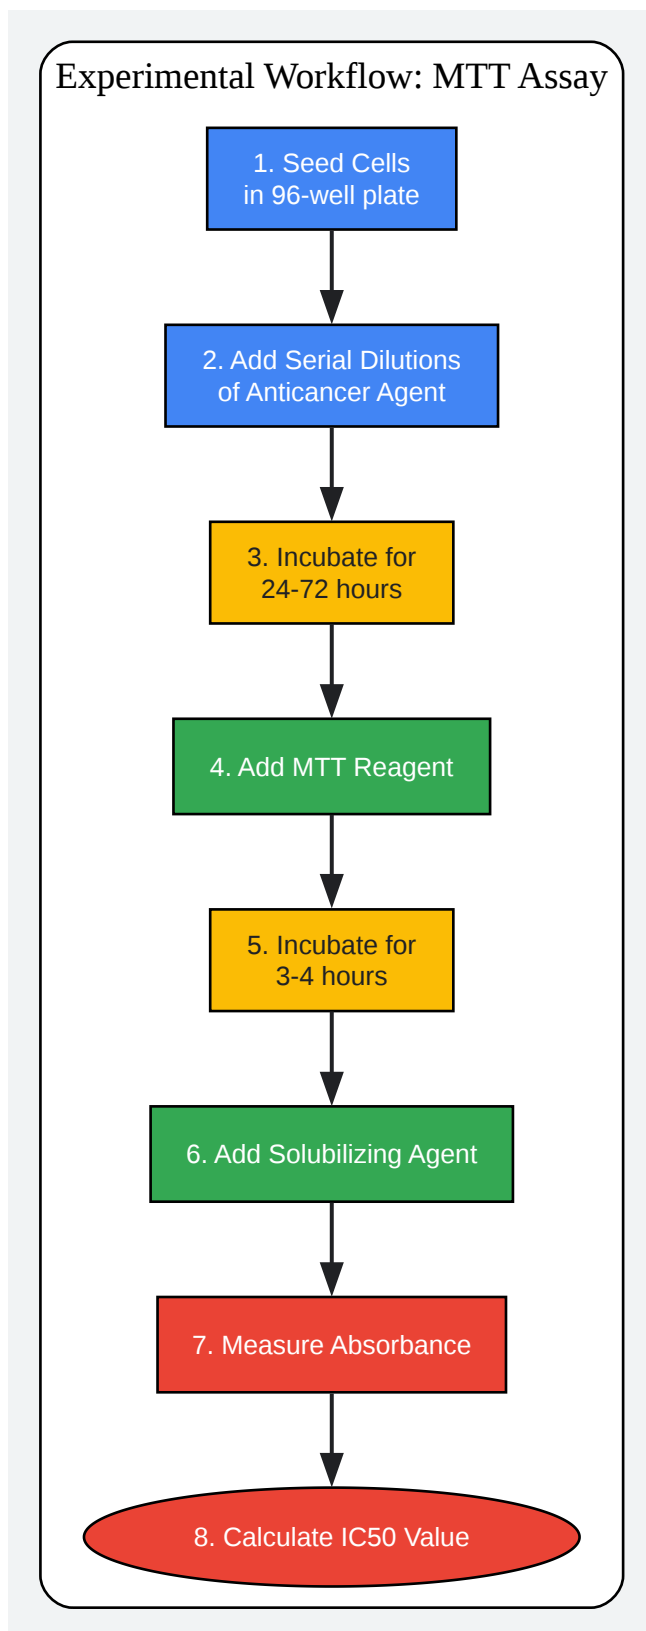 Experimental Workflow: MTT Assay
1. Seed Cells
in 96-well plate
2. Add Serial Dilutions
of Anticancer Agent
3. Incubate for
24-72 hours
4. Add MTT Reagent
5. Incubate for
3-4 hours
6. Add Solubilizing Agent
7. Measure Absorbance
8. Calculate IC50 Value